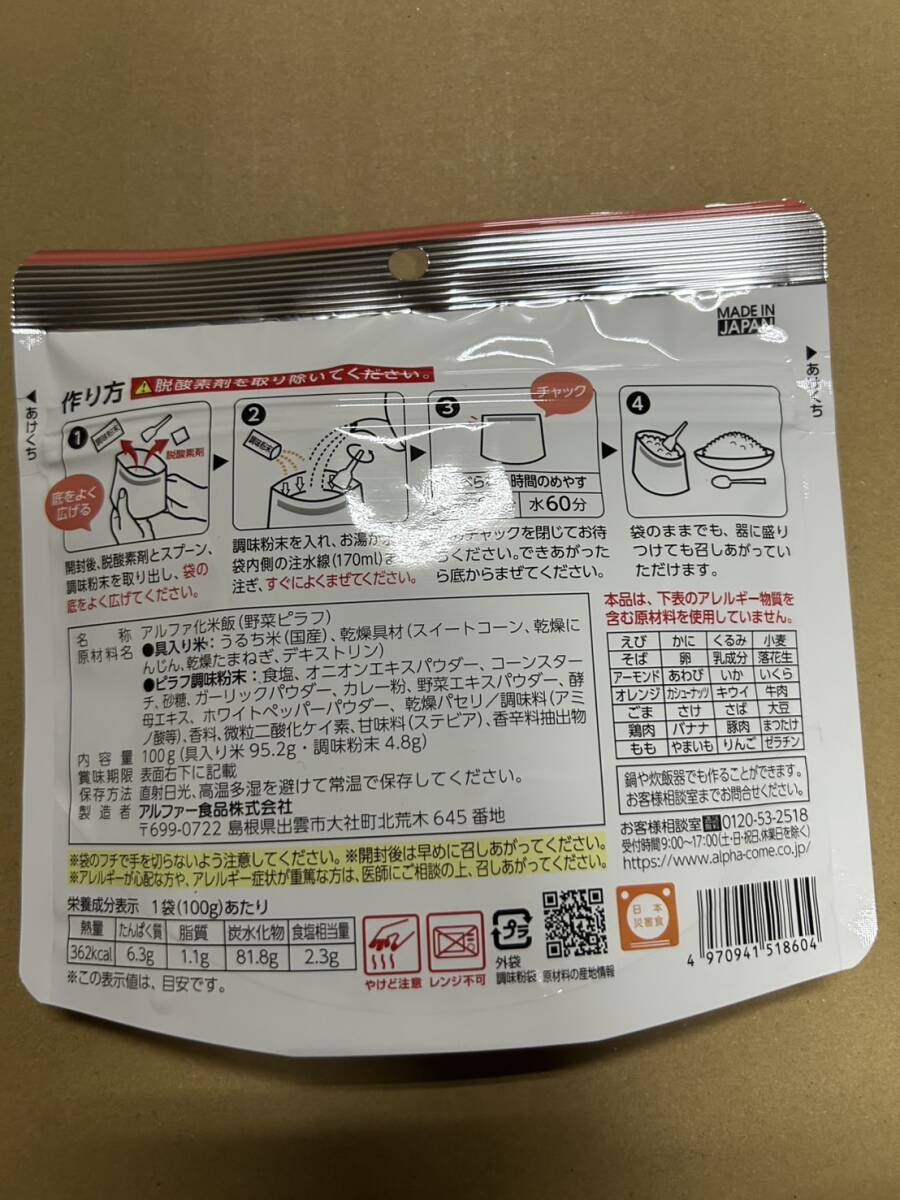 MADE IN
JAPAN
あけくち
あけくち
作り方 脱酸素剤を取り除いてください。
1
調味粉末
脱酸素剤
底をよく
広げる
開封後、脱酸素剤とスプーン、
調味粉末を取り出し、袋の
底をよく広げてください。
2
調味粉末
調味粉末を入れ、お湯か
袋内側の注水線(170ml)ま
注ぎ、すぐによくまぜてください。
3
チャック
時間のめやす
水60分
チャックを閉じてお待
ちください。できあがった
ら底からまぜてください。
4
袋のままでも、器に盛り
つけても召しあがってい
ただけます。
名称 アルファ化米飯(野菜ピラフ)
原材料名 ●具入り米:うるち米(国産)、乾燥具材(スイートコーン、乾燥に
んじん、乾燥たまねぎ、デキストリン)
●ピラフ調味粉末:食塩、オニオンエキスパウダー、コーンスター
チ、砂糖、ガーリックパウダー、カレー粉、野菜エキスパウダー、酵
母エキス、ホワイトペッパーパウダー、乾燥パセリ/調味料(アミ
ノ酸等)、香料、微粒二酸化ケイ素、甘味料(ステビア)、香辛料抽出物
内容量 100g(具入り米 95.2g・調味粉末 4.8g)
賞味期限 表面右下に記載
保存方法 直射日光、高温多湿を避けて常温で保存してください。
製造者 アルファー食品株式会社
〒699-0722 島根県出雲市大社町北荒木 645 番地
※袋のフチで手を切らないよう注意してください。※開封後は早めに召しあがってください。
※アレルギーが心配な方や、アレルギー症状が重篤な方は、医師にご相談の上、召しあがってください。
本品は、下表のアレルギー物質を
含む原材料を使用していません。
えび かに くるみ 小麦
そば 卵 乳成分 落花生
アーモンド あわび いか いくら
オレンジ カシューナッツ キウイ 牛肉
ごま さけ さば 大豆
鶏肉 バナナ 豚肉 まつたけ
もも やまいも りんご ゼラチン
鍋や炊飯器でも作ることができます。
お客様相談室までお問合せください。
お客様相談室 0120-53-2518
受付時間9:00〜17:00(土・日・祝日、休業日を除く)
https://www.alpha-come.co.jp/
栄養成分表示 1袋(100g)あたり
熱量 たんぱく質 脂質 炭水化物 食塩相当量
362kcal 6.3g 1.1g 81.8g 2.3g
※この表示値は、目安です。
やけど注意
レンジ不可
プラ
外袋
調味粉袋
原材料の産地情報
日本
災害食
4 970941 518604